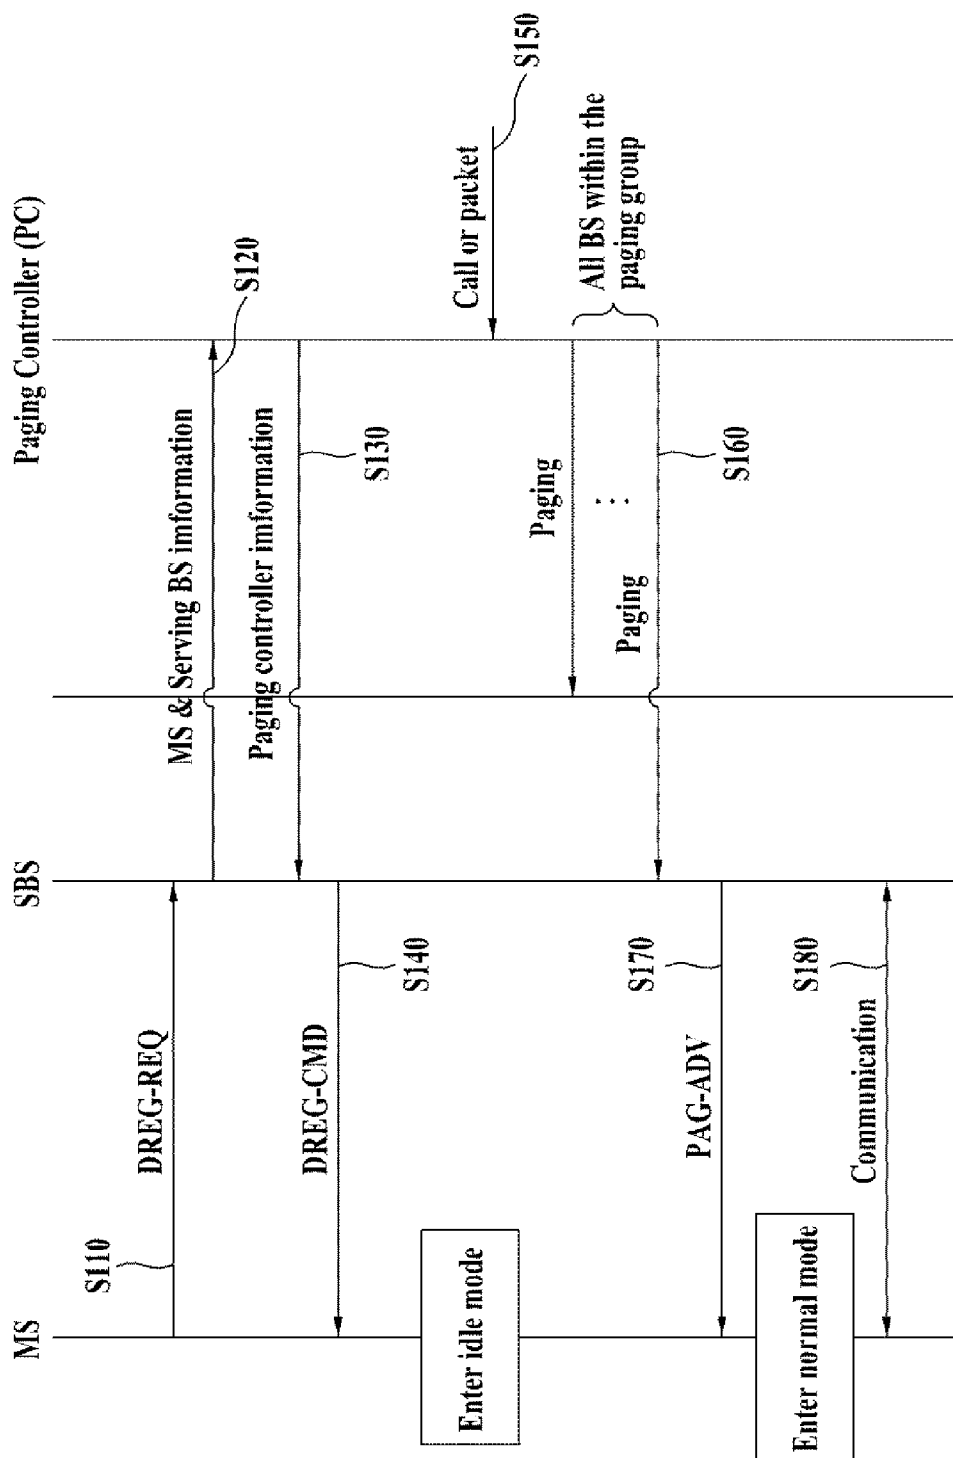 MS
SBS
Paging Controller (PC)
S110
DREG-REQ
MS & Serving BS imformation
S120
Paging controller imformation
S130
DREG-CMD
S140
Enter idle mode
Call or packet
S150
Paging
All BS within the
paging group
Paging
S160
PAG-ADV
S170
Enter normal mode
Communication
S180